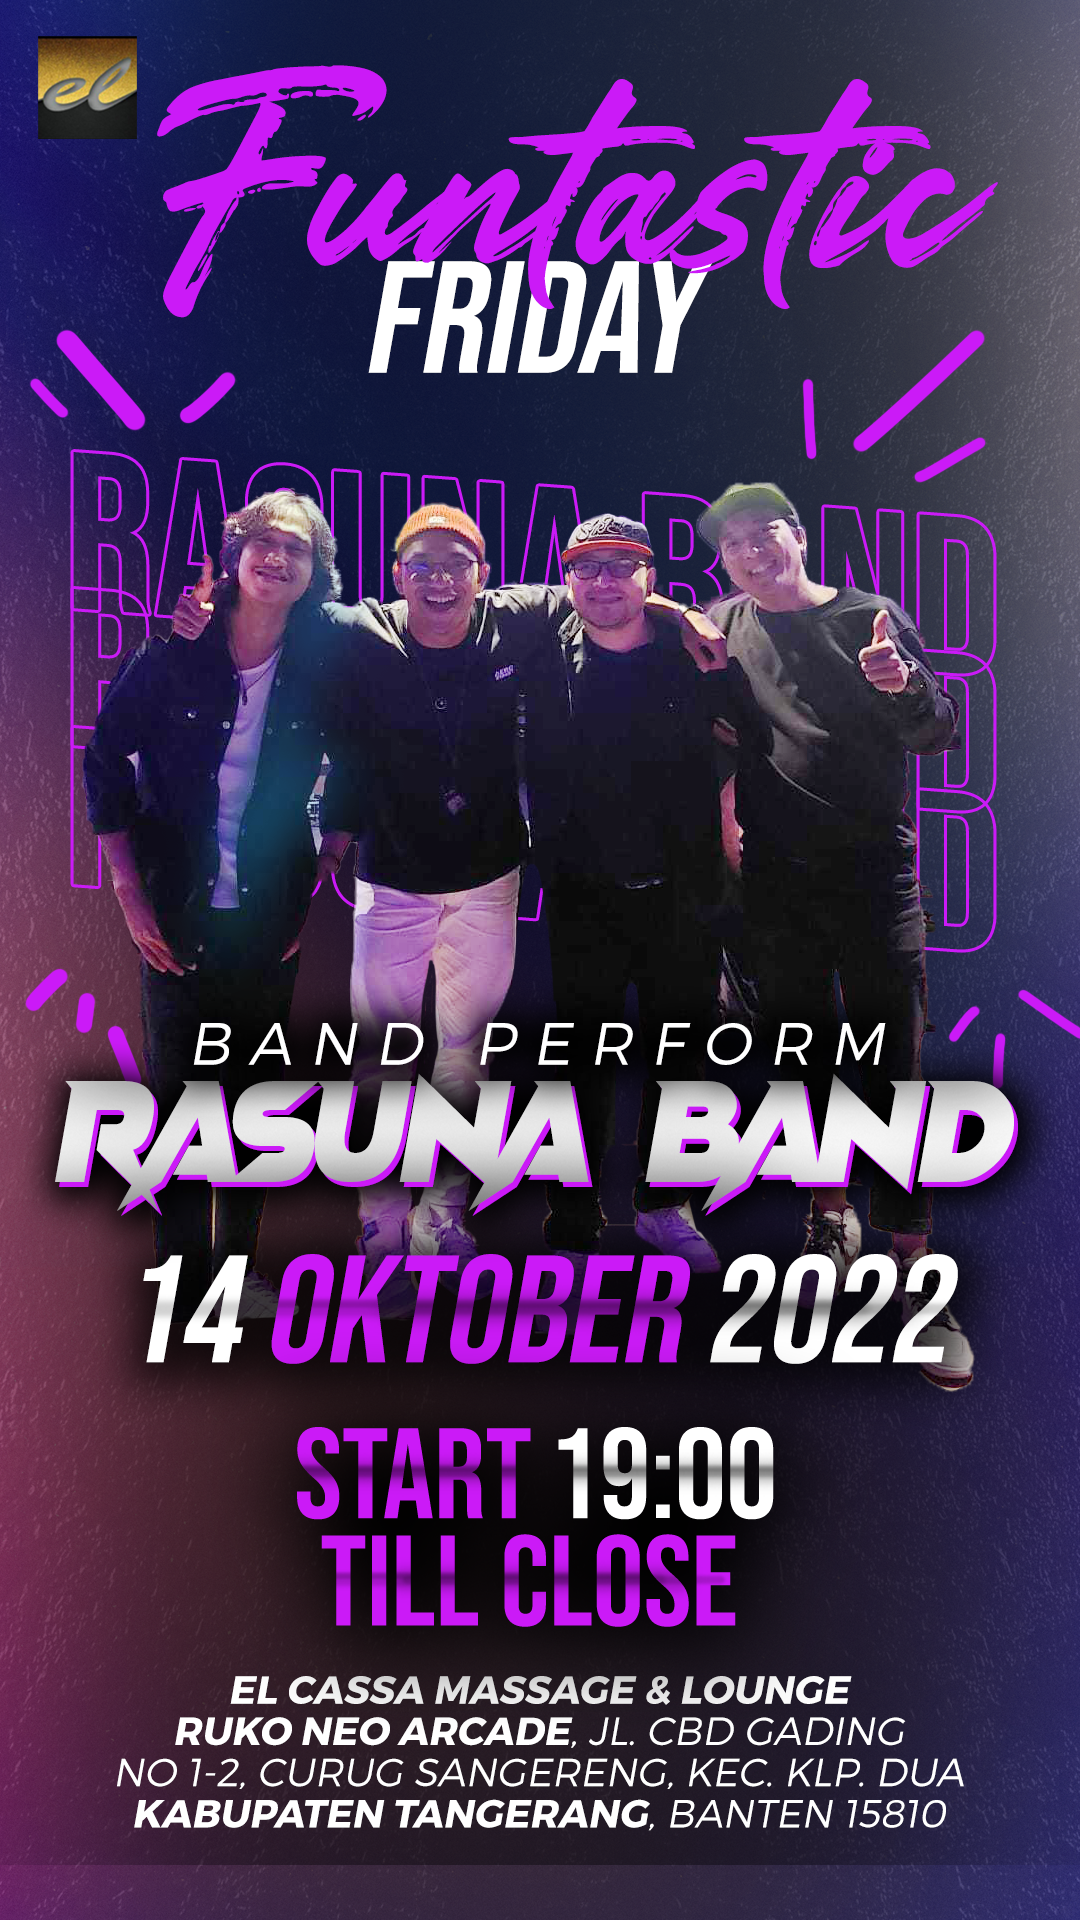 el
Funtastic
FRIDAY
RASUNA BAND
BAND PERFORM
RASUNA BAND
14 OKTOBER 2022
START 19:00
TILL CLOSE
EL CASSA MASSAGE & LOUNGE
RUKO NEO ARCADE, JL. CBD GADING
NO 1-2, CURUG SANGERENG, KEC. KLP. DUA
KABUPATEN TANGERANG, BANTEN 15810